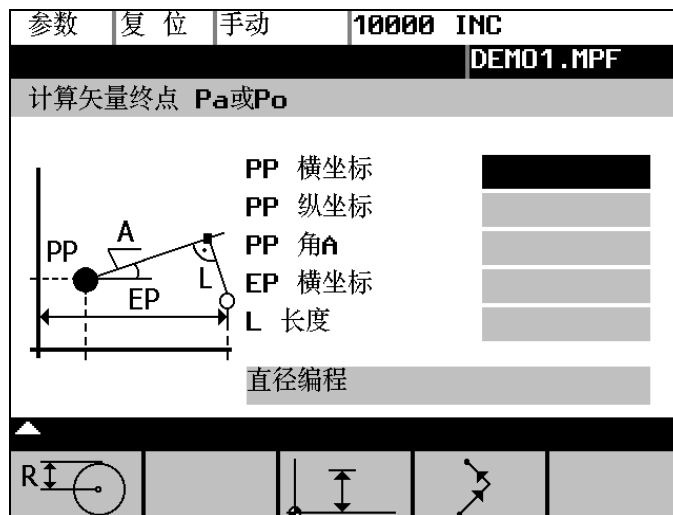 参数 复 位 手动 10000 INC
DEMO1.MPF
计算矢量终点 Pa或Po
PP 横坐标
PP 纵坐标
PP 角A
EP 横坐标
L 长度
PP
A
L
EP
直径编程
R